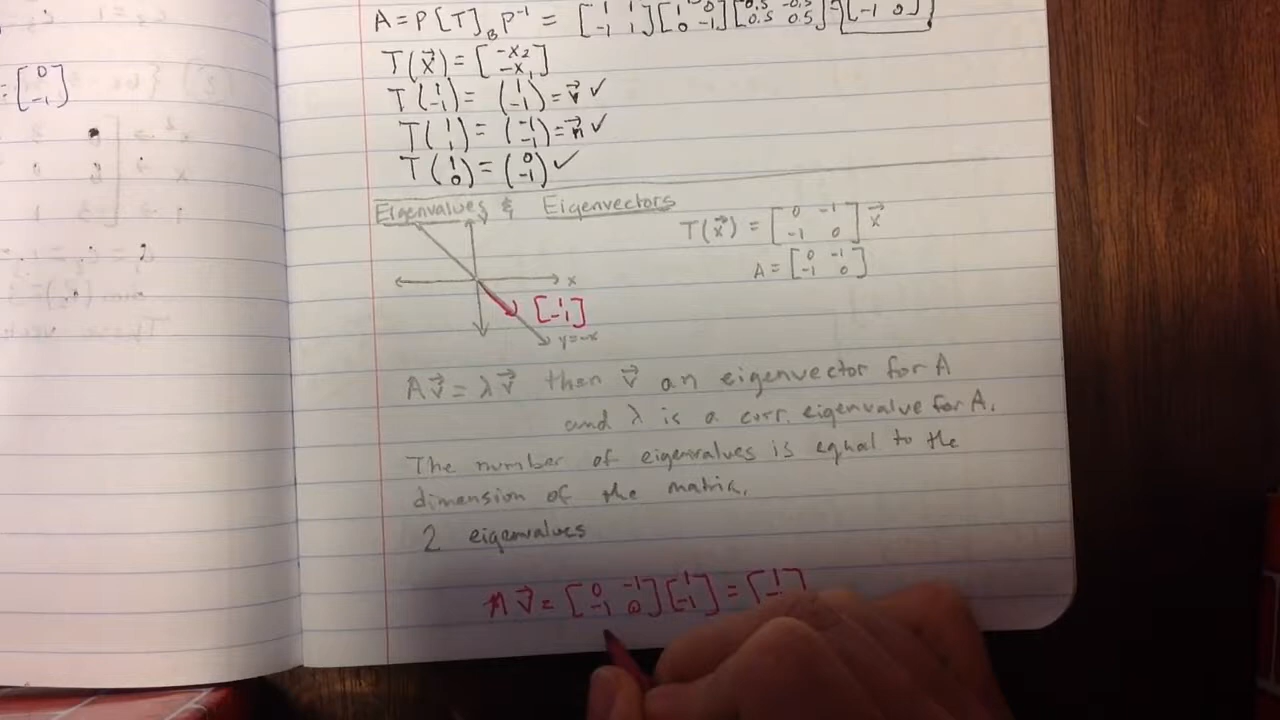 = [0 -1]
A = P[T]_B P⁻¹ = [1 1 -1 1][1 0 0 -1][0.5 -0.5 0.5 0.5] = [-1 0]
T(x⃗) = [-x₂ -x₁]
T(1 -1) = (1 -1) = v⃗ ✓
T(1 1) = (-1 -1) = n⃗ ✓
T(1 0) = (0 -1) ✓
Eigenvalues & Eigenvectors
T(x⃗) = [0 -1 -1 0] x⃗
A = [0 -1 -1 0]
y
x
[1 -1]
y=-x
Av⃗ = λv⃗ then v⃗ an eigenvector for A
and λ is a corr. eigenvalue for A.
The number of eigenvalues is equal to the
dimension of the matrix.
2 eigenvalues
A v⃗ = [0 -1 -1 0][1 -1] = [1